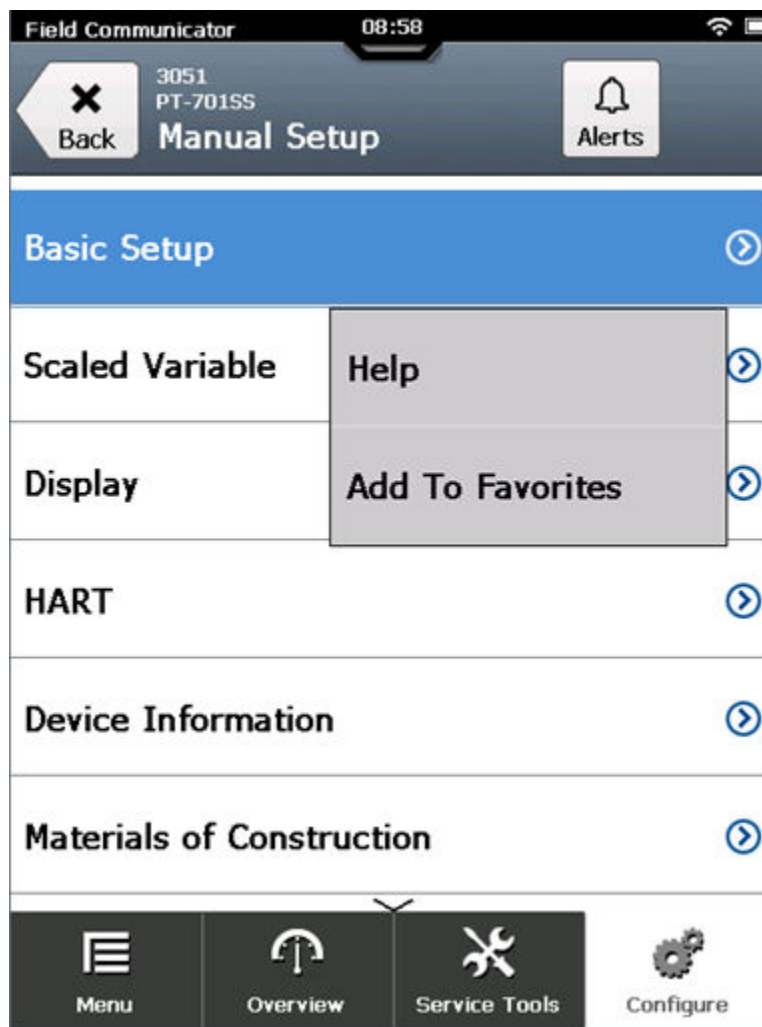 Field Communicator 08:58
3051
PT-701SS
Manual Setup
Back
Alerts
Basic Setup
Scaled Variable
Help
Display
Add To Favorites
HART
Device Information
Materials of Construction
Menu
Overview
Service Tools
Configure